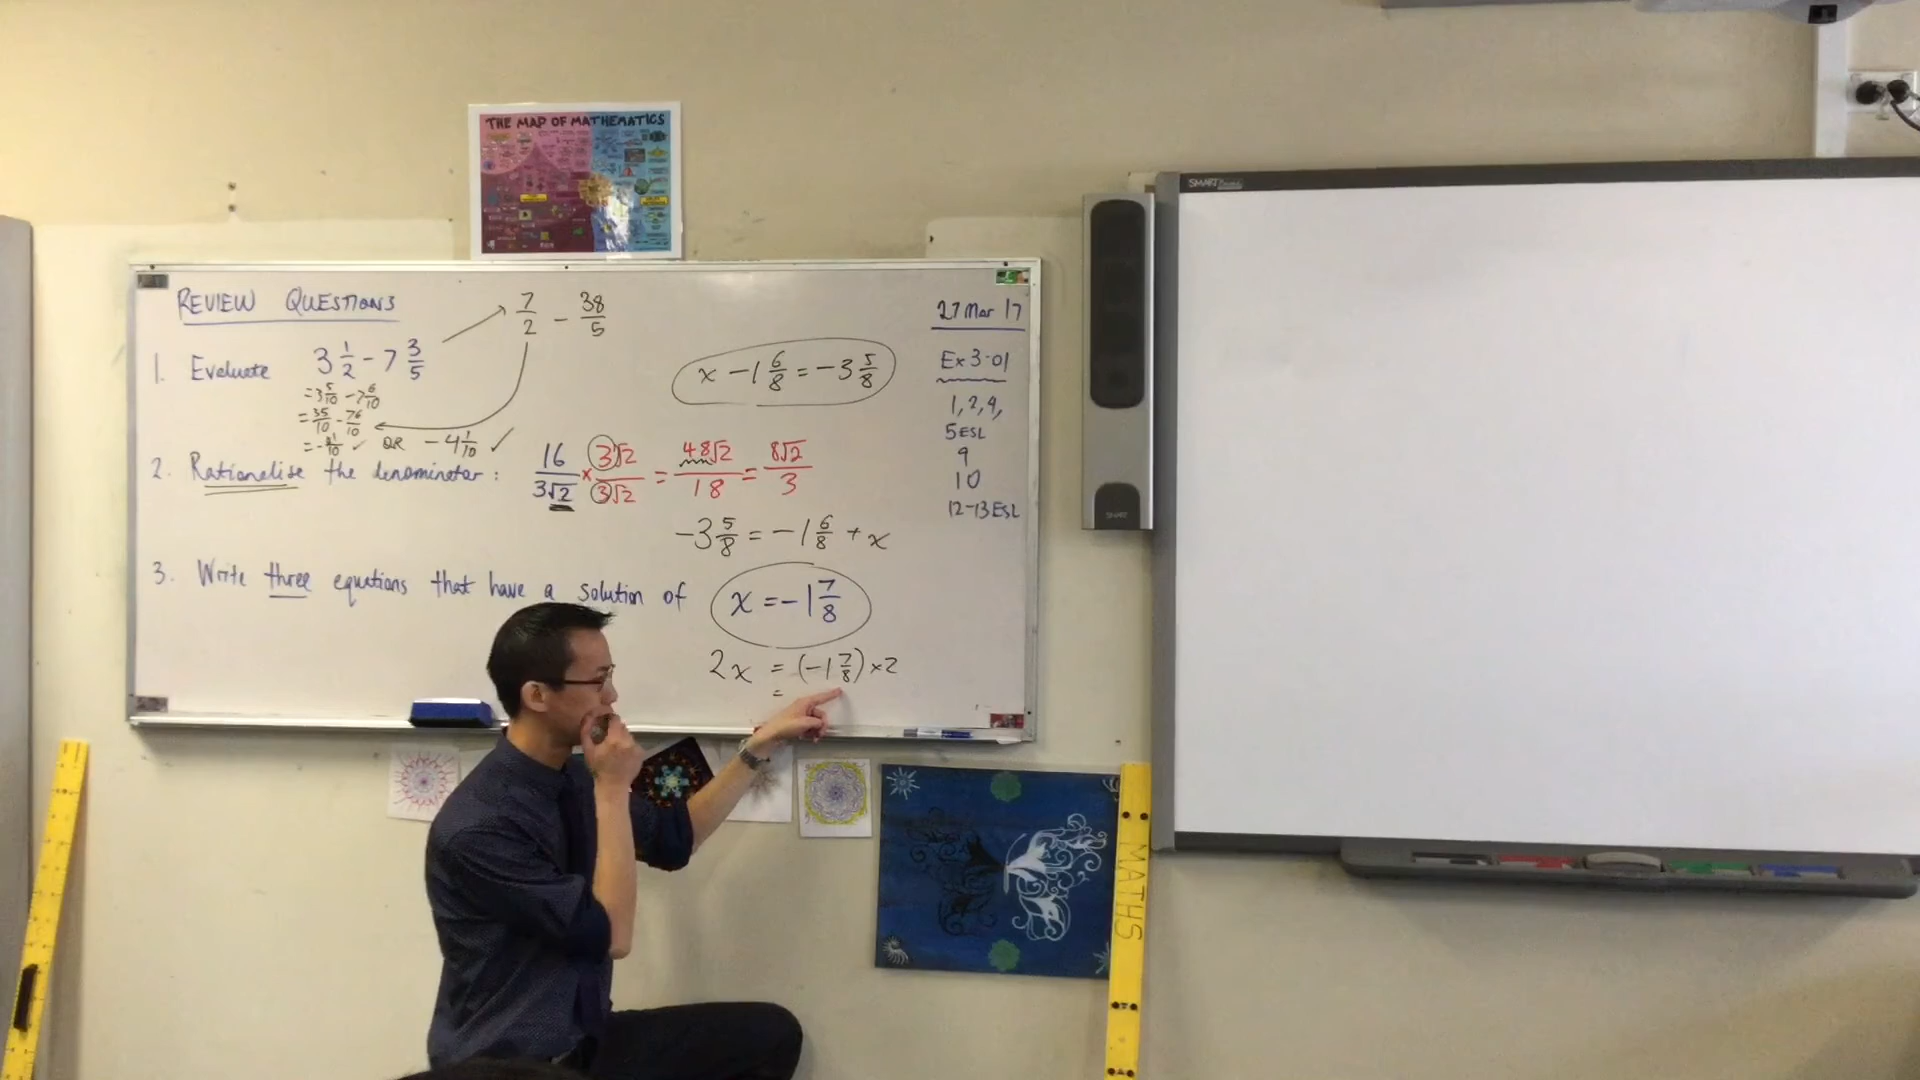 THE MAP OF MATHEMATICS
SMART
REVIEW QUESTIONS
7/2 - 38/5
27 Mar 17
1. Evaluate 3 1/2 - 7 3/5
= 3 5/10 - 7 6/10
= 35/10 - 76/10
= -41/10 ✓ OR -4 1/10 ✓
x - 1 6/8 = -3 5/8
Ex 3-01
1, 2, 4,
5 ESL
9
10
12-13 ESL
2. Rationalise the denominator: 16/3√2 × 3√2/3√2 = 48√2/18 = 8√2/3
-3 5/8 = -1 6/8 + x
3. Write three equations that have a solution of x = -1 7/8
2x = (-1 7/8) × 2
=
SMART
MATHS